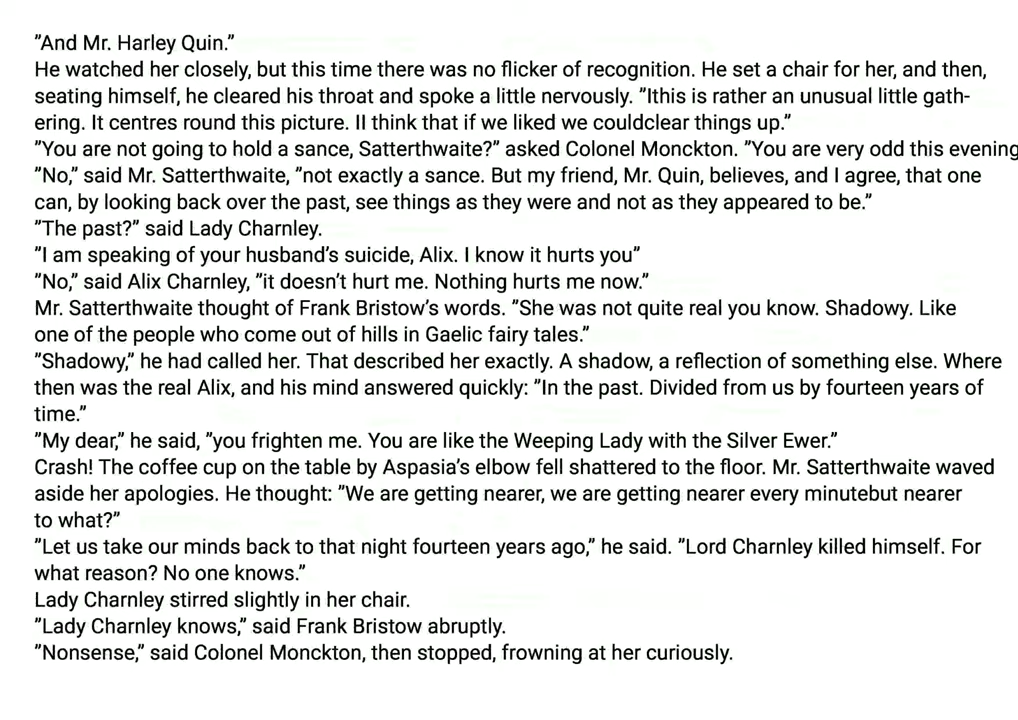 "And Mr. Harley Quin."
He watched her closely, but this time there was no flicker of recognition. He set a chair for her, and then,
seating himself, he cleared his throat and spoke a little nervously. "Ithis is rather an unusual little gath-
ering. It centres round this picture. II think that if we liked we couldclear things up."
"You are not going to hold a sance, Satterthwaite?" asked Colonel Monckton. "You are very odd this evening
"No," said Mr. Satterthwaite, "not exactly a sance. But my friend, Mr. Quin, believes, and I agree, that one
can, by looking back over the past, see things as they were and not as they appeared to be."
"The past?" said Lady Charnley.
"I am speaking of your husband's suicide, Alix. I know it hurts you"
"No," said Alix Charnley, "it doesn't hurt me. Nothing hurts me now."
Mr. Satterthwaite thought of Frank Bristow's words. "She was not quite real you know. Shadowy. Like
one of the people who come out of hills in Gaelic fairy tales."
"Shadowy," he had called her. That described her exactly. A shadow, a reflection of something else. Where
then was the real Alix, and his mind answered quickly: "In the past. Divided from us by fourteen years of
time."
"My dear," he said, "you frighten me. You are like the Weeping Lady with the Silver Ewer."
Crash! The coffee cup on the table by Aspasia's elbow fell shattered to the floor. Mr. Satterthwaite waved
aside her apologies. He thought: "We are getting nearer, we are getting nearer every minutebut nearer
to what?"
"Let us take our minds back to that night fourteen years ago," he said. "Lord Charnley killed himself. For
what reason? No one knows."
Lady Charnley stirred slightly in her chair.
"Lady Charnley knows," said Frank Bristow abruptly.
"Nonsense," said Colonel Monckton, then stopped, frowning at her curiously.